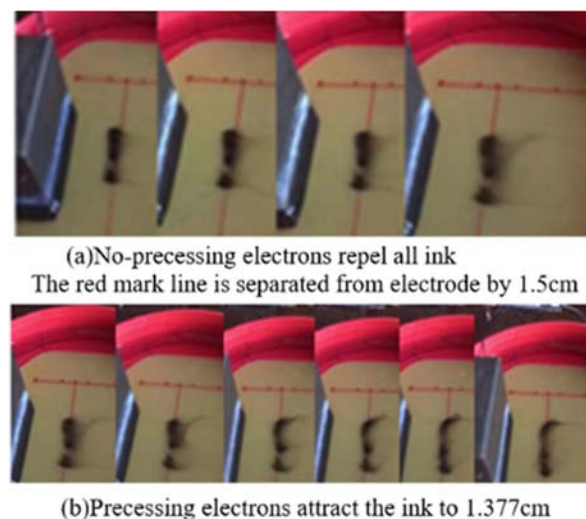 (a)No-precessing electrons repel all ink
The red mark line is separated from electrode by 1.5cm
(b)Precessing electrons attract the ink to 1.377cm